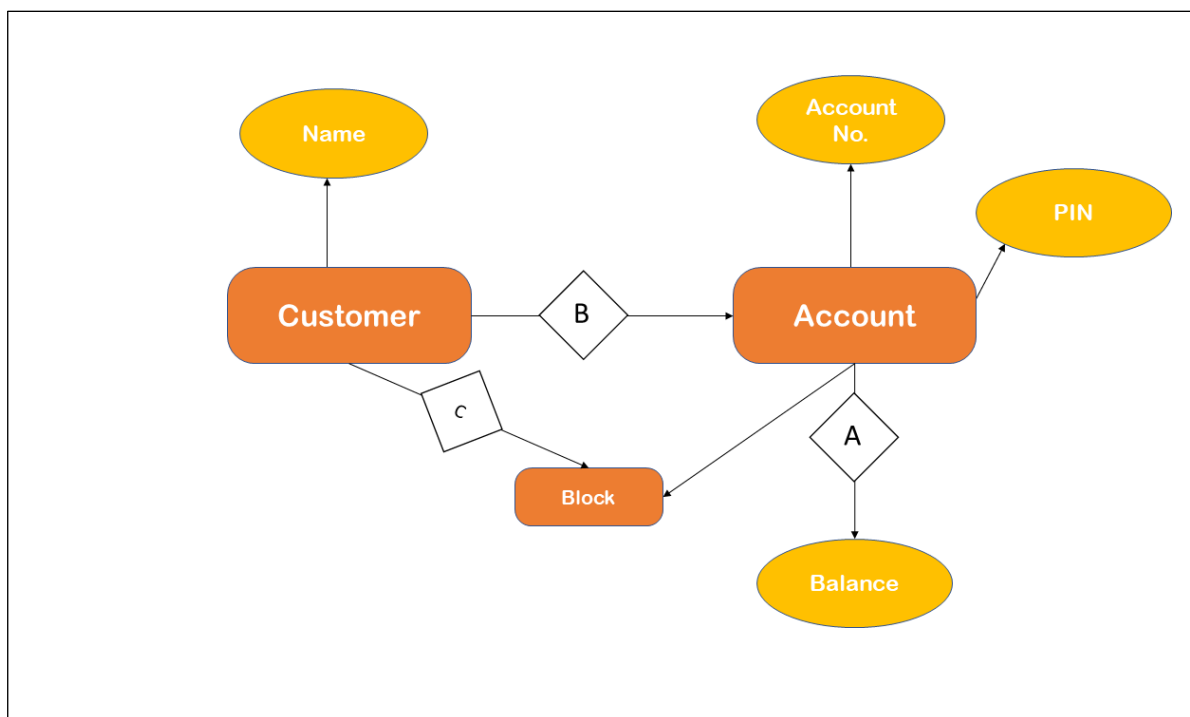 Name
Account
No.
PIN
Customer
B
Account
C
A
Block
Balance